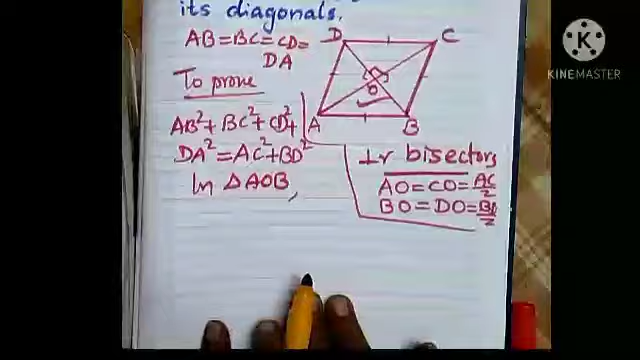 its diagonals.
AB=BC=CD=
DA
To prove
AB²+BC²+CD²+
DA²=AC²+BD²
In ΔAOB,
D
C
O
A
B
⊥r bisectors
AO=CO=AC/2
BO=DO=BD/2
K
KINEMASTER